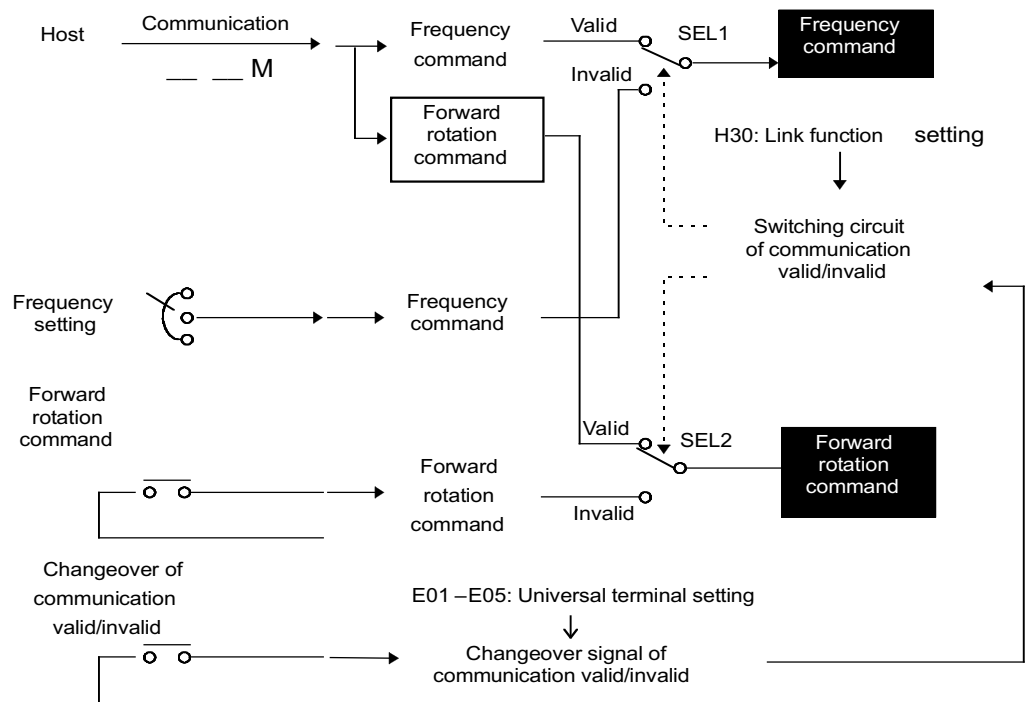 Host
Communication
__ __ M
Frequency
command
Valid
SEL1
Frequency
command
Invalid
Forward
rotation
command
H30: Link function setting
Switching circuit
of communication
valid/invalid
Frequency
setting
Frequency
command
Forward
rotation
command
Valid
SEL2
Forward
rotation
command
Forward
rotation
command
Invalid
Changeover of
communication
valid/invalid
E01 –E05: Universal terminal setting
Changeover signal of
communication valid/invalid